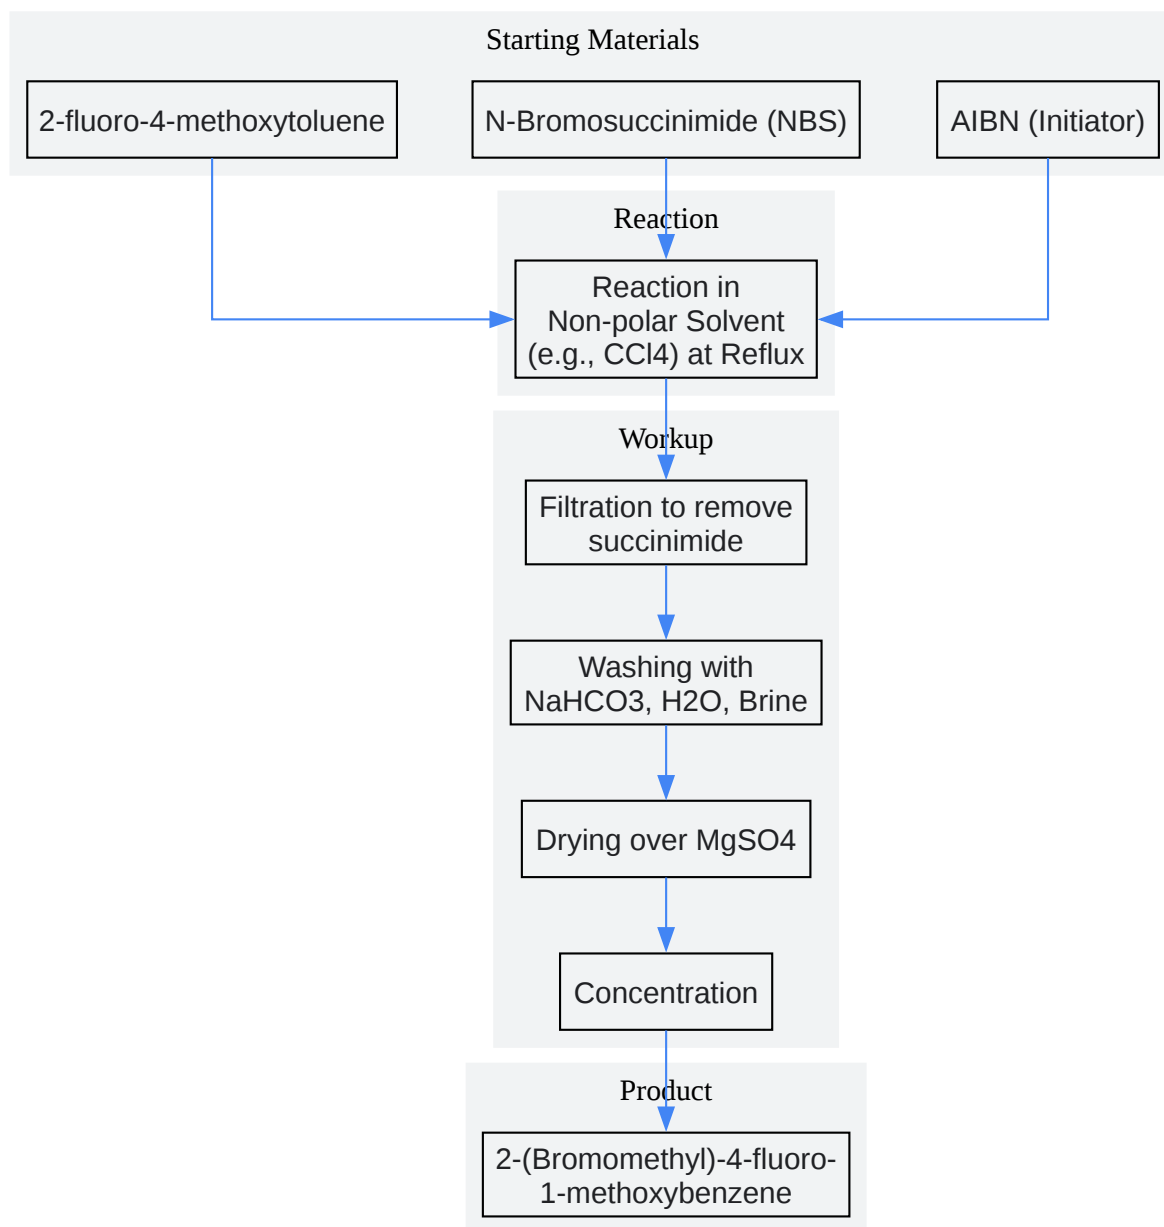 Starting Materials
2-fluoro-4-methoxytoluene
N-Bromosuccinimide (NBS)
AIBN (Initiator)
Reaction
Reaction in
Non-polar Solvent
(e.g., CCl4) at Reflux
Workup
Filtration to remove
succinimide
Washing with
NaHCO3, H2O, Brine
Drying over MgSO4
Concentration
Product
2-(Bromomethyl)-4-fluoro-
1-methoxybenzene